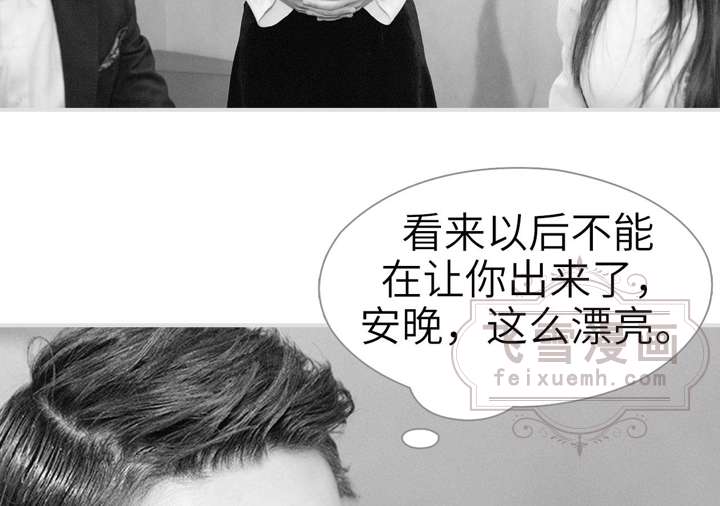 看来以后不能
在让你出来了，
安晚，这么漂亮。
飞雪漫画
feixuemh.com